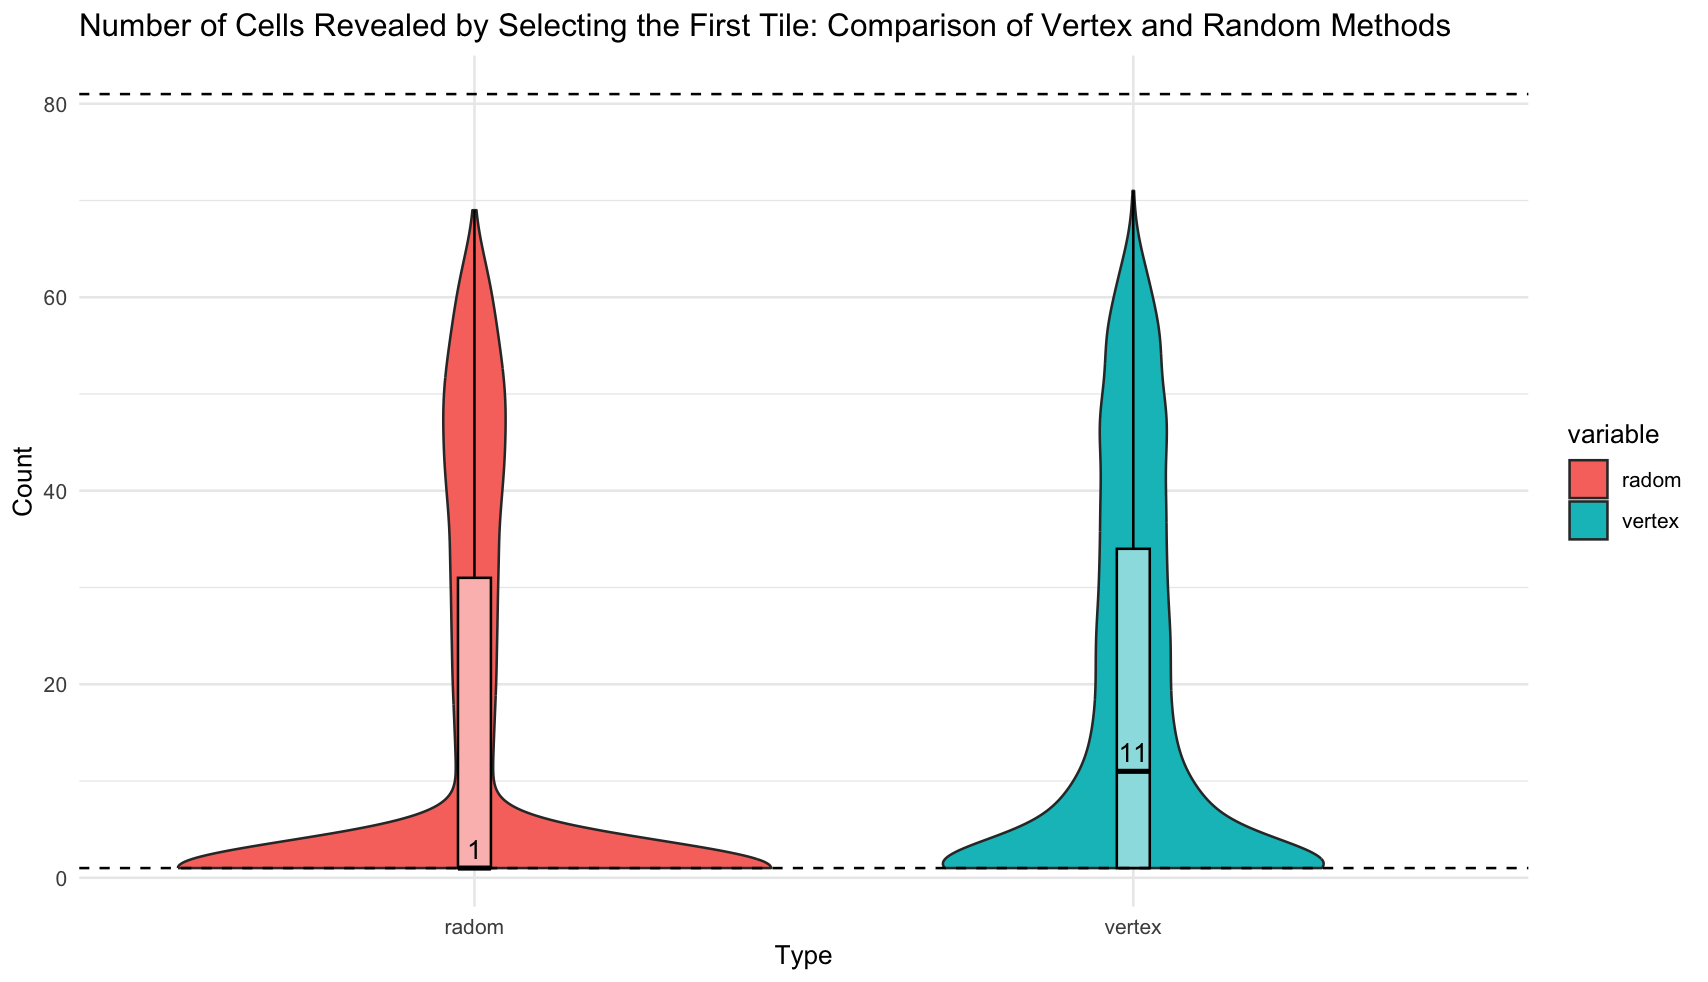 Number of Cells Revealed by Selecting the First Tile: Comparison of Vertex and Random Methods
80
60
40
20
0
Count
1
11
radom
vertex
Type
variable
radom
vertex